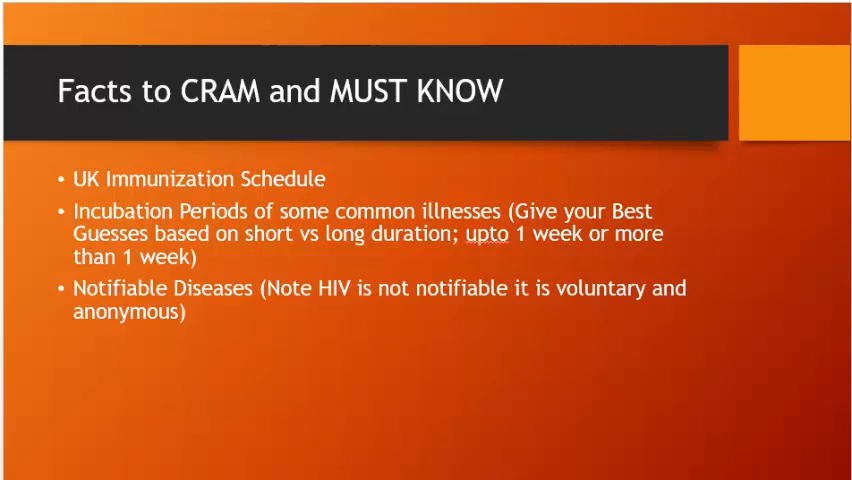 Facts to CRAM and MUST KNOW
• UK Immunization Schedule
• Incubation Periods of some common illnesses (Give your Best
Guesses based on short vs long duration; upto 1 week or more
than 1 week)
• Notifiable Diseases (Note HIV is not notifiable it is voluntary and
anonymous)